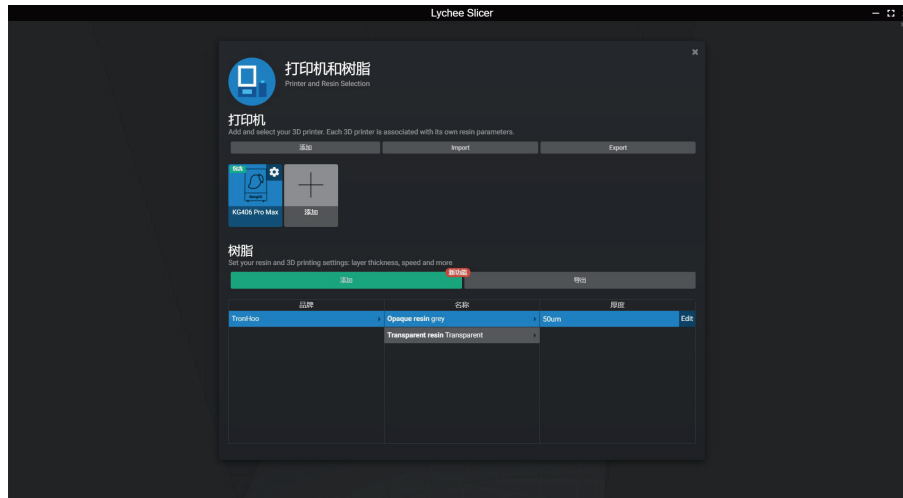 Lychee Slicer
打印机和树脂
Printer and Resin Selection
打印机
Add and select your 3D printer. Each 3D printer is associated with its own resin parameters.
添加 Import Export
KG406 Pro Max 添加
树脂
Set your resin and 3D printing settings: layer thickness, speed and more
新功能
添加 导出
品牌 名称 厚度
TronHoo Opaque resin grey 50um Edit
Transparent resin Transparent